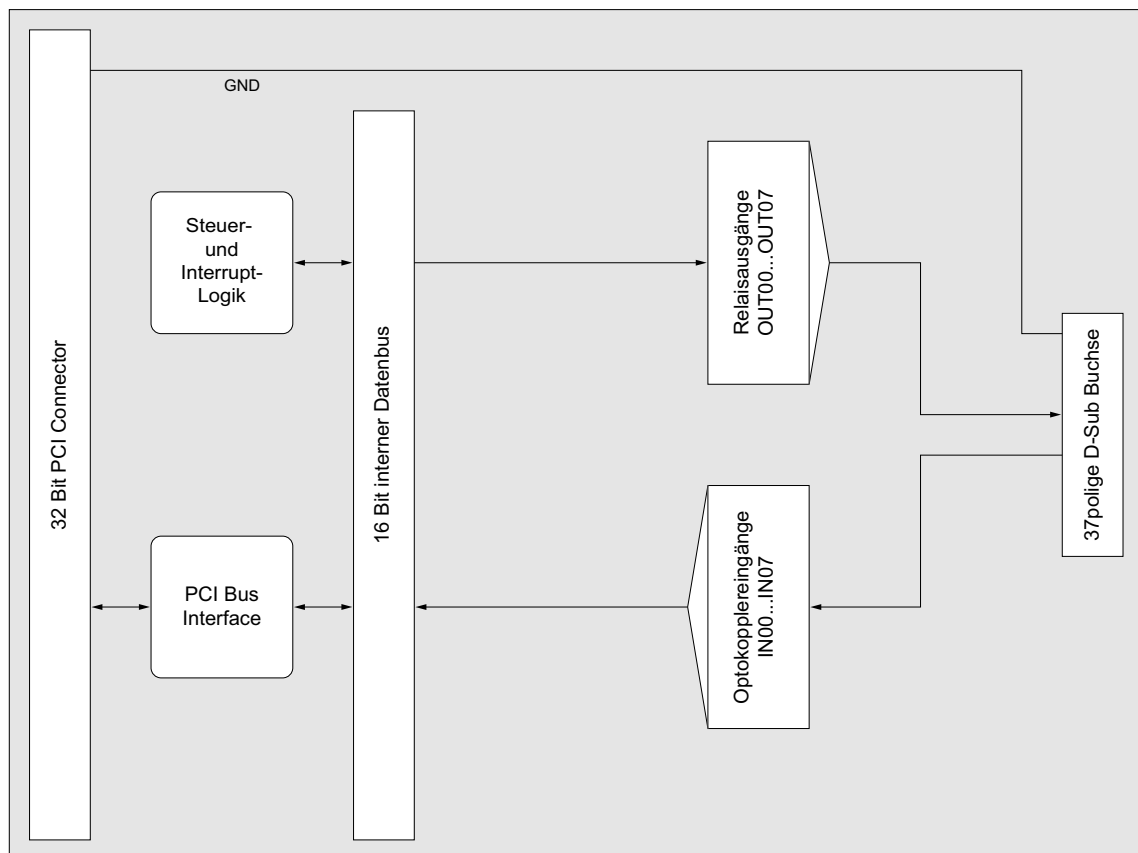 32 Bit PCI Connector
GND
Steuer-
und
Interrupt-
Logik
PCI Bus
Interface
16 Bit interner Datenbus
Relaisausgänge
OUT00...OUT07
Optokopplereingänge
IN00...IN07
37polige D-Sub Buchse